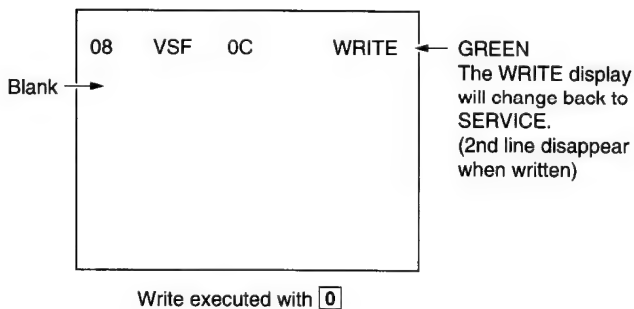 08 VSF 0C WRITE
GREEN
The WRITE display
will change back to
SERVICE.
(2nd line disappear
when written)
Blank
Write executed with 0